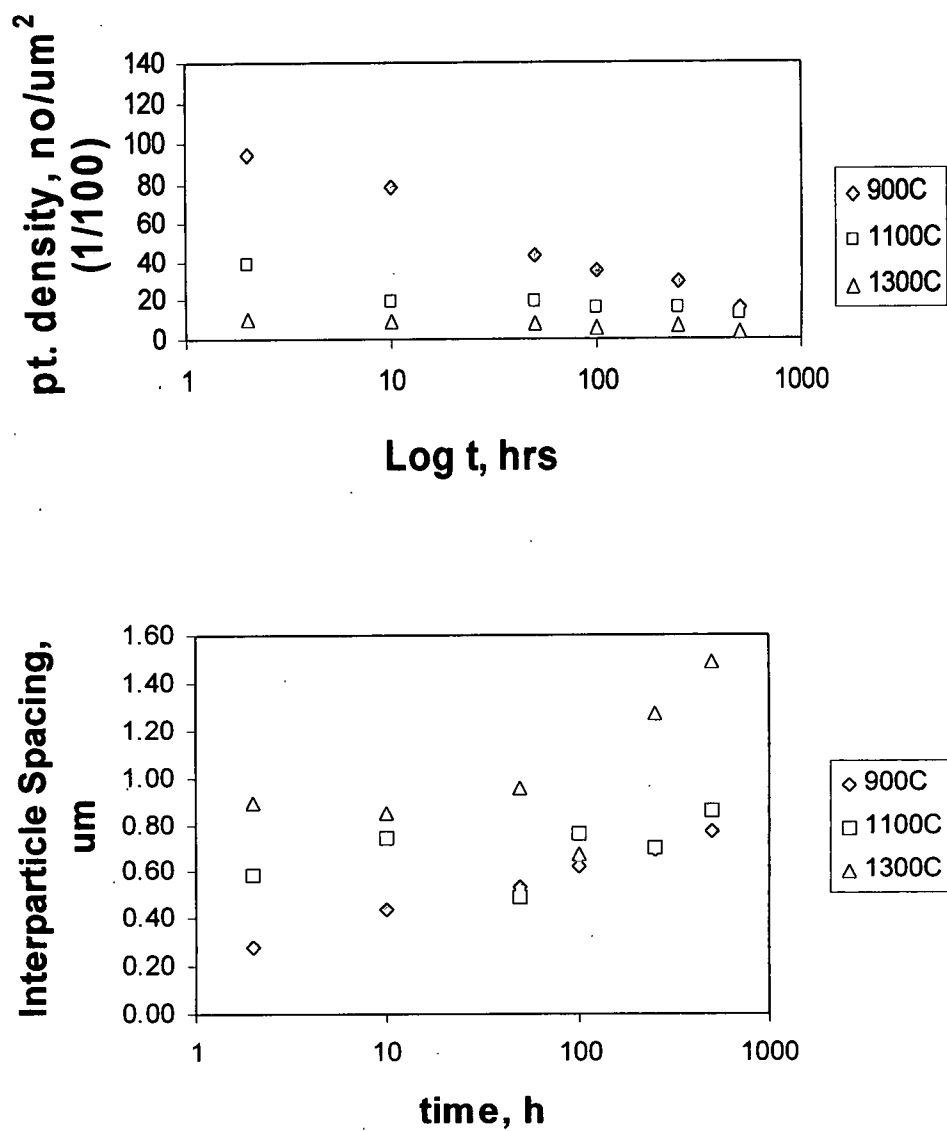 pt. density, no/um²
(1/100)
140
120
100
80
60
40
20
0
1
10
100
1000
Log t, hrs
900C
1100C
1300C
Interparticle Spacing,
um
1.60
1.40
1.20
1.00
0.80
0.60
0.40
0.20
0.00
1
10
100
1000
time, h
900C
1100C
1300C